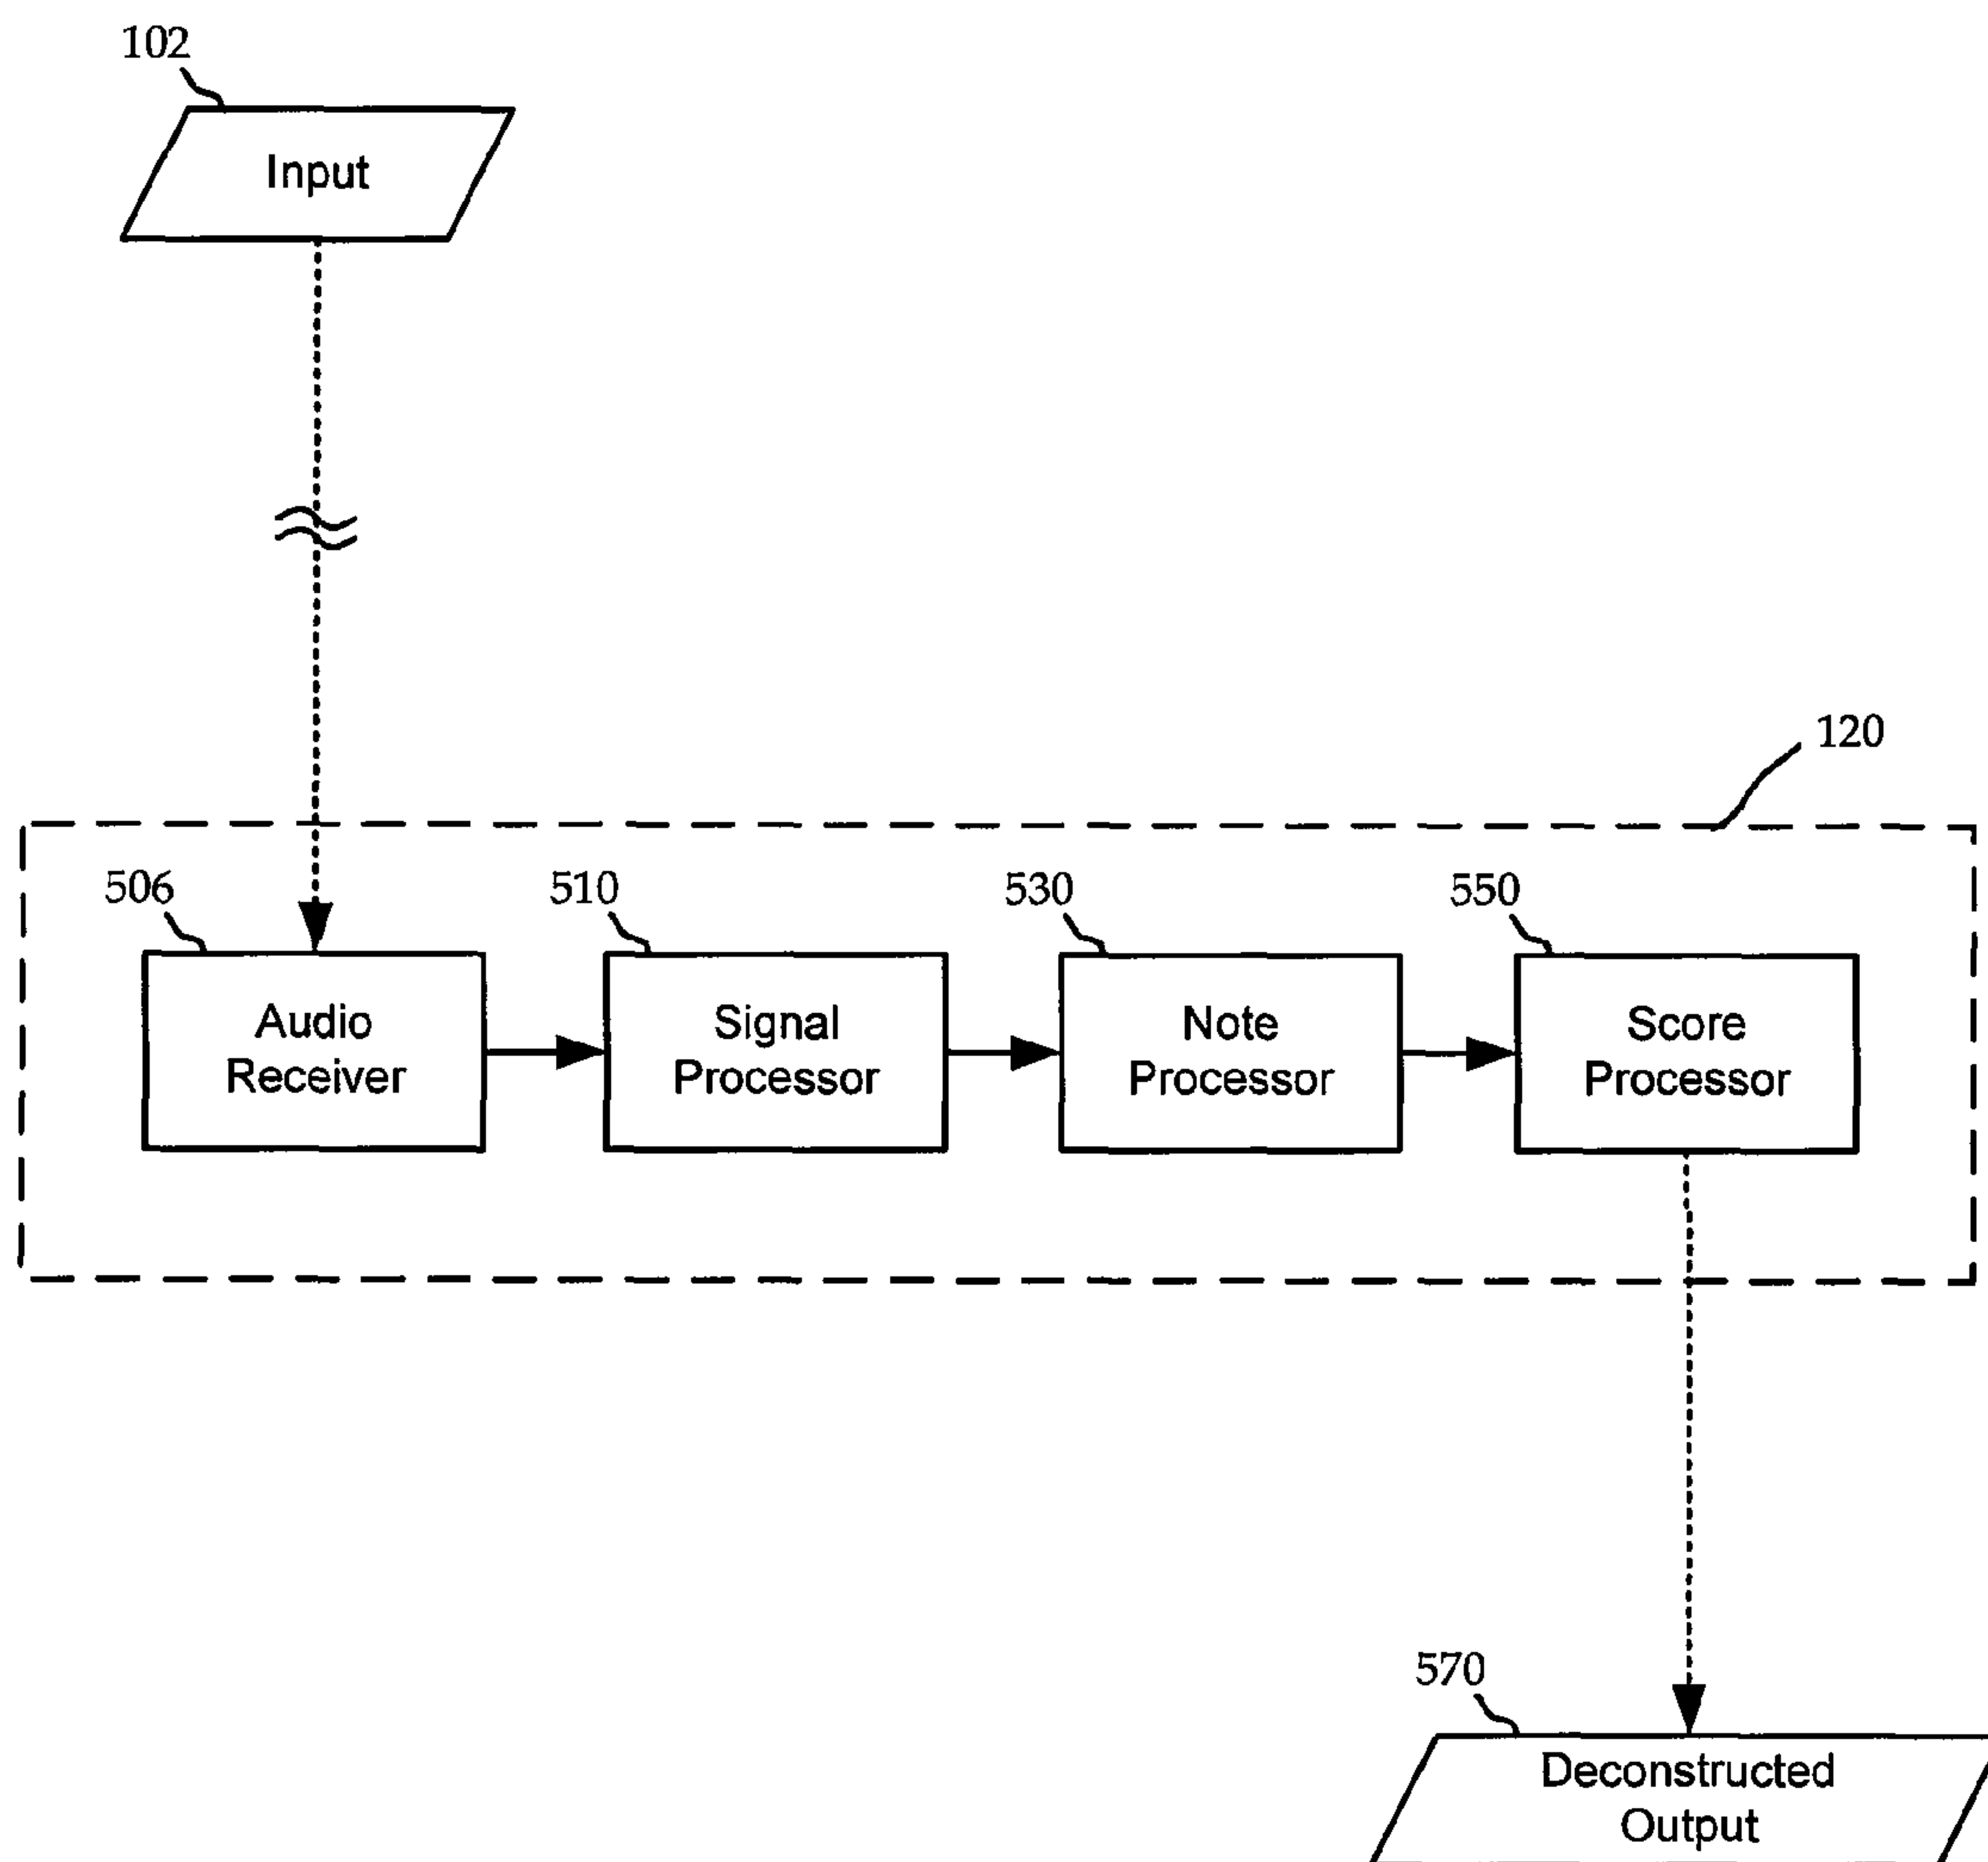 102
Input
120
506
510
530
550
Audio
Receiver
Signal
Processor
Note
Processor
Score
Processor
570
Deconstructed
Output